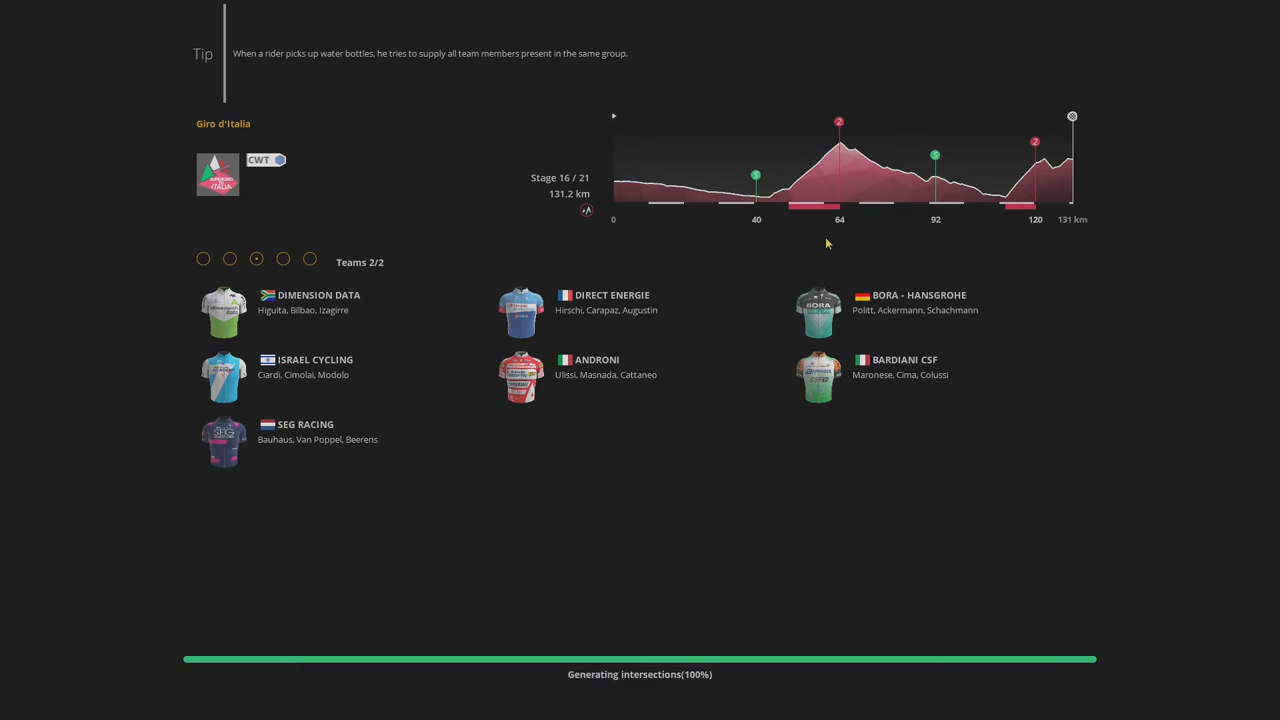 Tip
When a rider picks up water bottles, he tries to supply all team members present in the same group.
Giro d'Italia
CWT
Stage 16 / 21
131.2 km
2
2
S
S
0
40
64
92
120
131 km
Teams 2/2
DIMENSION DATA
Higuita, Bilbao, Izagirre
DIRECT ENERGIE
Hirschi, Carapaz, Augustin
BORA - HANSGROHE
Politt, Ackermann, Schachmann
BORA
ISRAEL CYCLING
Ciardi, Cimolai, Modolo
ANDRONI
Ulissi, Masnada, Cattaneo
BARDIANI CSF
Maronese, Cima, Colussi
SEG RACING
Bauhaus, Van Poppel, Beerens
SEG
Generating intersections(100%)